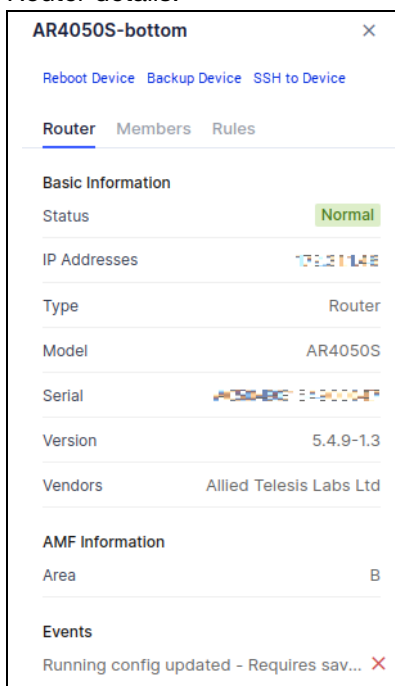 AR4050S-bottom
Reboot Device Backup Device SSH to Device
Router Members Rules
Basic Information
Status Normal
IP Addresses
Type Router
Model AR4050S
Serial
Version 5.4.9-1.3
Vendors Allied Telesis Labs Ltd
AMF Information
Area B
Events
Running config updated - Requires sav...